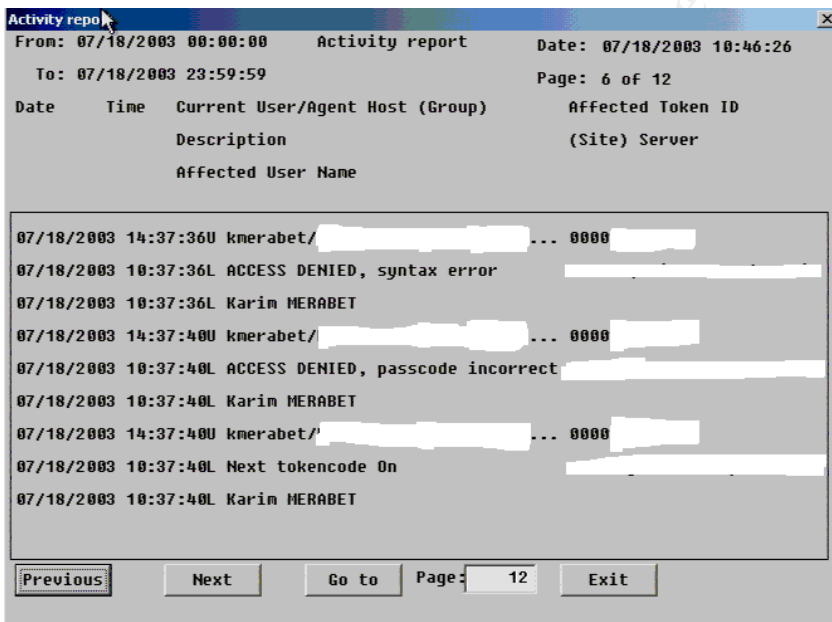 Activity repo
From: 07/18/2003 00:00:00 Activity report Date: 07/18/2003 10:46:26
To: 07/18/2003 23:59:59 Page: 6 of 12
Date Time Current User/Agent Host (Group) Affected Token ID
Description (Site) Server
Affected User Name
07/18/2003 14:37:36U kmerabet/ ... 0000
07/18/2003 10:37:36L ACCESS DENIED, syntax error
07/18/2003 10:37:36L Karim MERABET
07/18/2003 14:37:40U kmerabet/ ... 0000
07/18/2003 10:37:40L ACCESS DENIED, passcode incorrect
07/18/2003 10:37:40L Karim MERABET
07/18/2003 14:37:40U kmerabet/ ... 0000
07/18/2003 10:37:40L Next tokencode On
07/18/2003 10:37:40L Karim MERABET
Previous Next Go to Page: 12 Exit